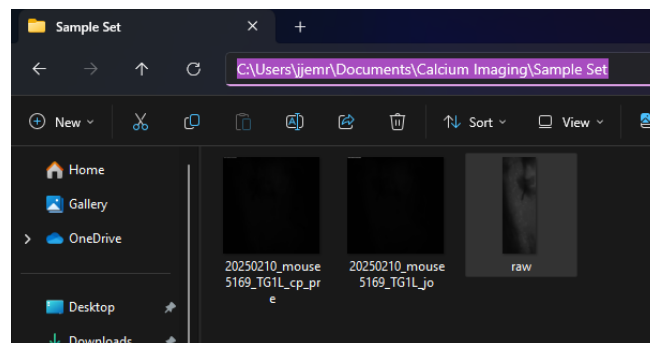 Sample Set
C:\Users\jjemr\Documents\Calcium Imaging\Sample Set
New
Sort
View
Home
Gallery
OneDrive
Desktop
Downloads
20250210_mouse
5169_TG1L_cp_pr
e
20250210_mouse
5169_TG1L_jo
raw